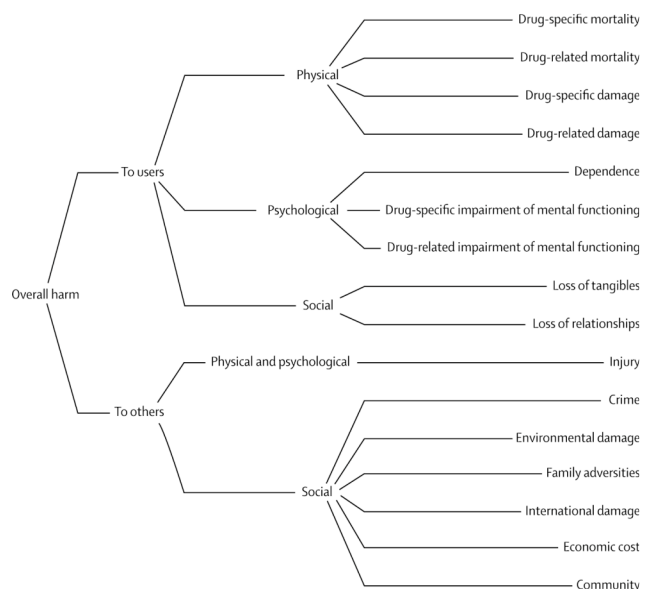 Drug-specific mortality
Drug-related mortality
Physical
Drug-specific damage
Drug-related damage
To users
Dependence
Psychological
Drug-specific impairment of mental functioning
Drug-related impairment of mental functioning
Overall harm
Loss of tangibles
Social
Loss of relationships
Physical and psychological
Injury
To others
Crime
Environmental damage
Family adversities
Social
International damage
Economic cost
Community